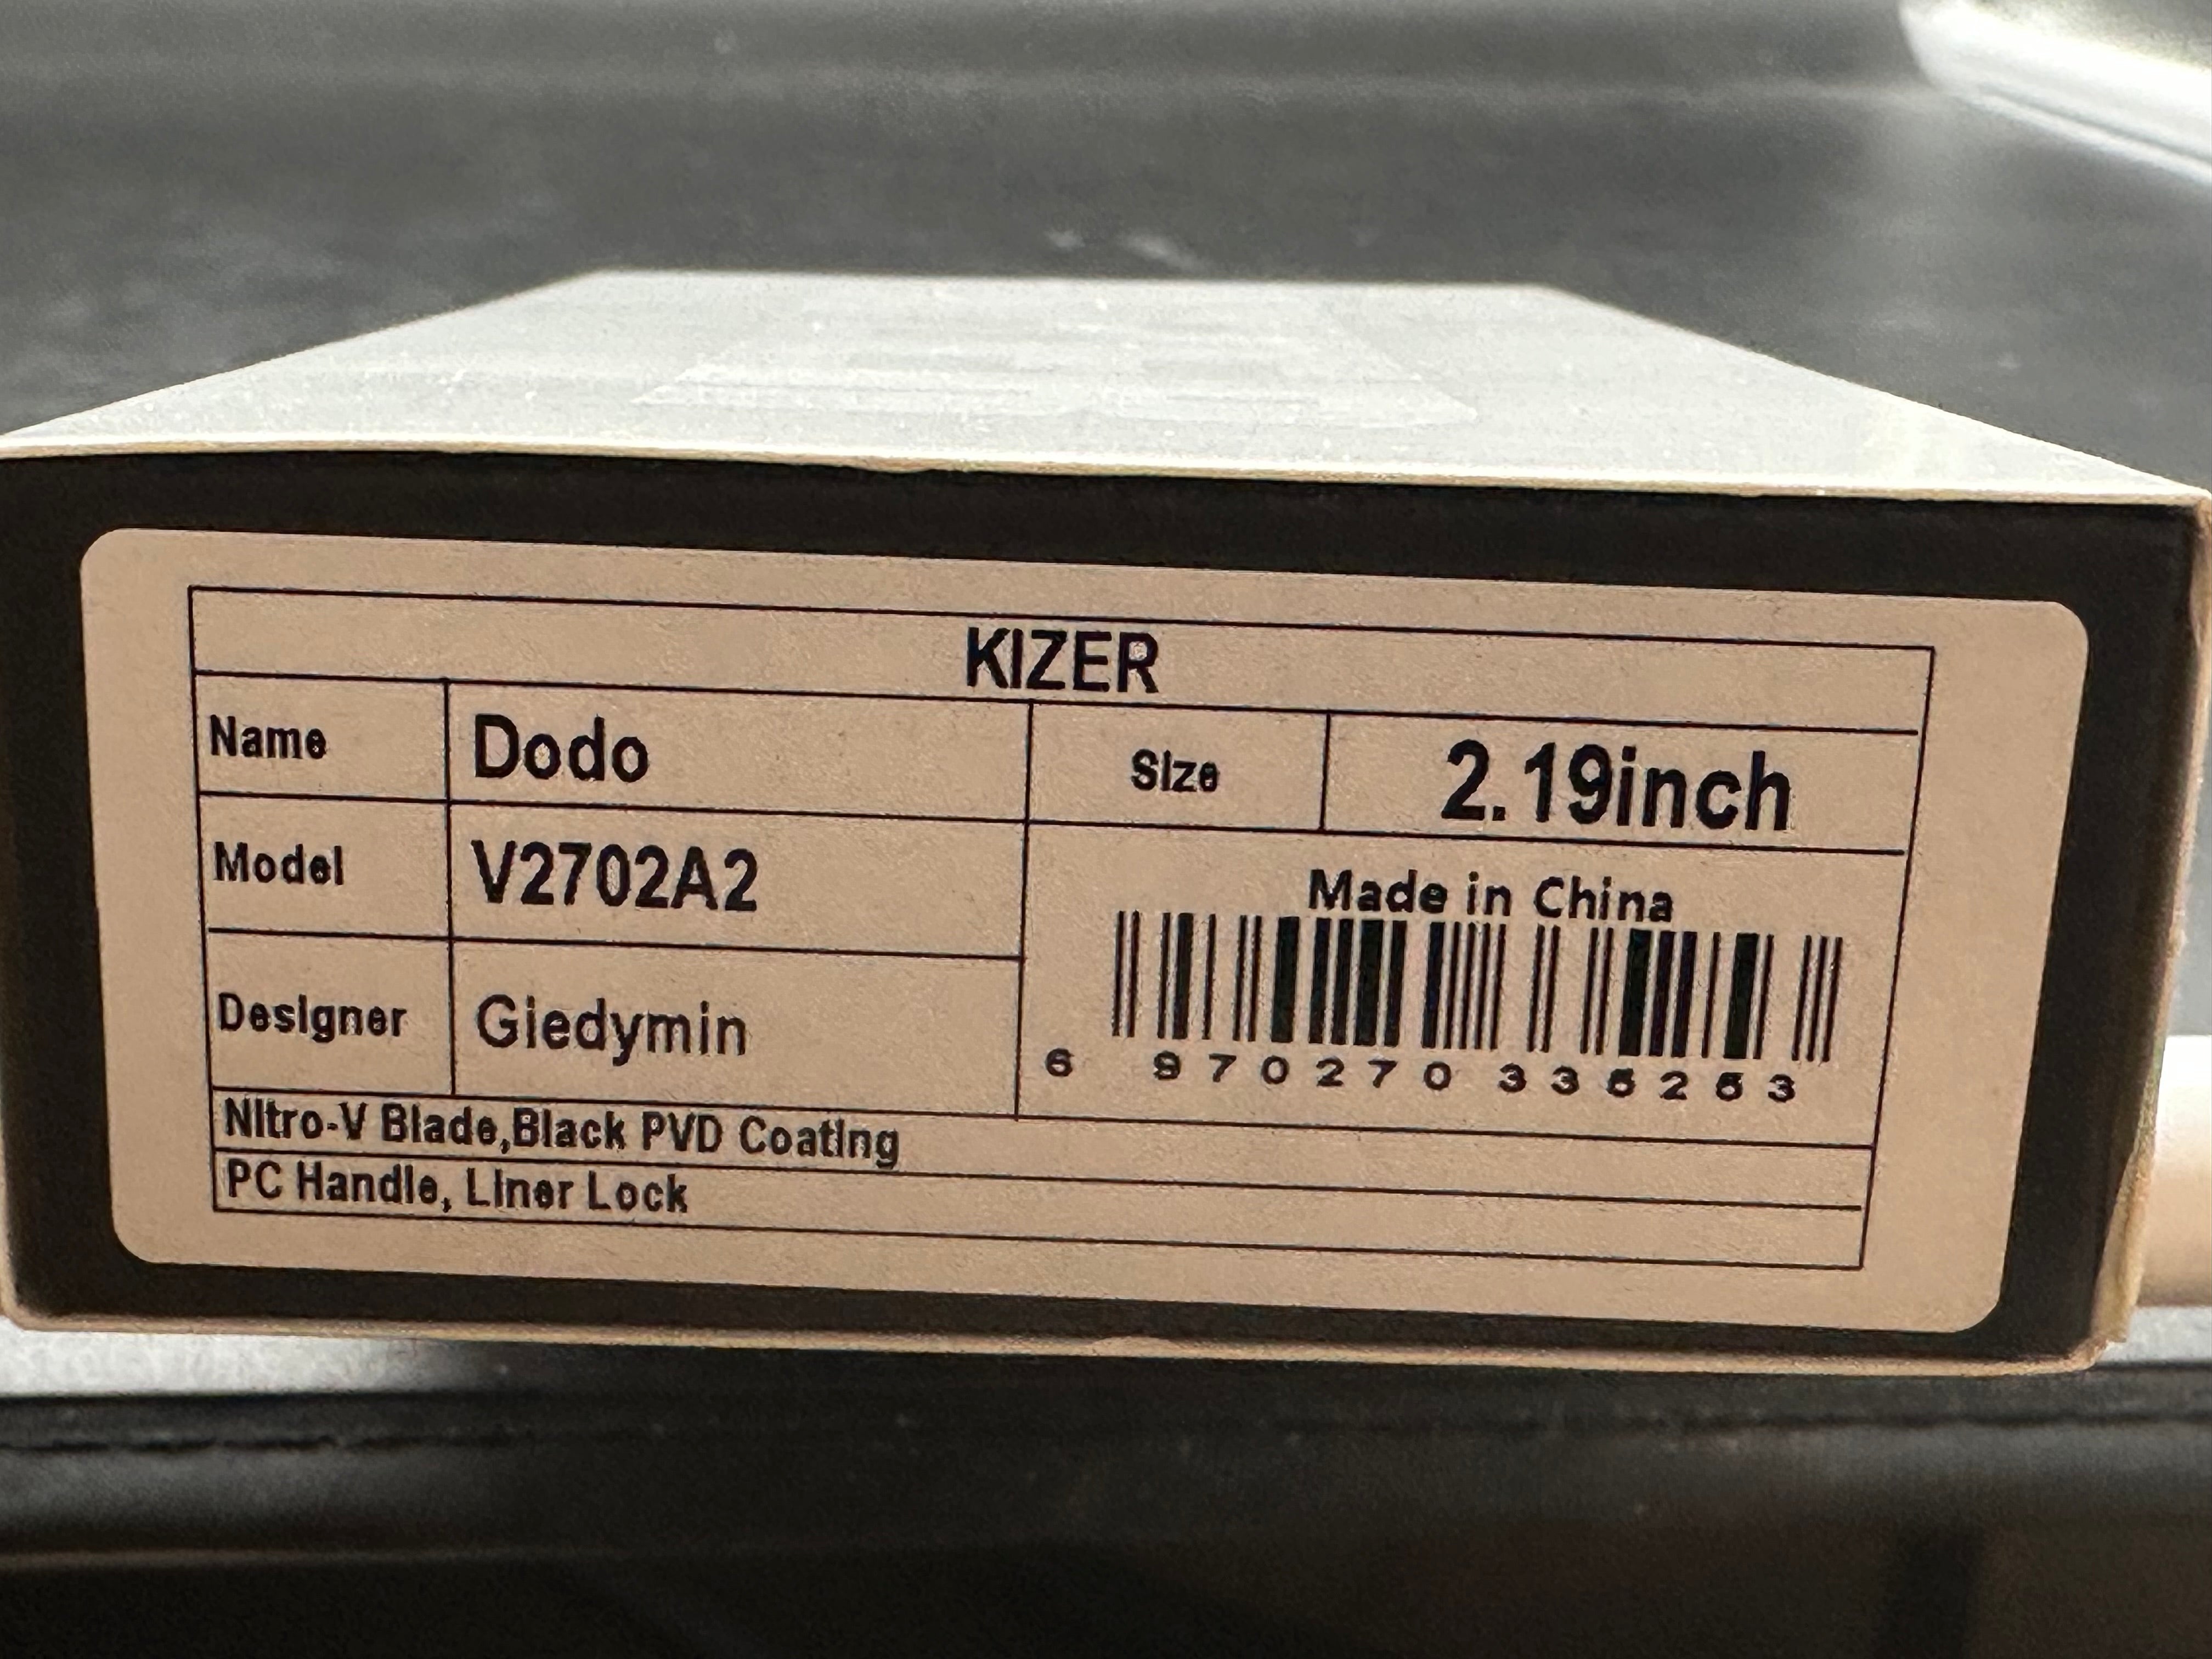 KIZER
Name Dodo Size 2.19inch
Model V2702A2
Made in China
Designer Giedymin
6 970270 335253
Nitro-V Blade,Black PVD Coating
PC Handle, Liner Lock